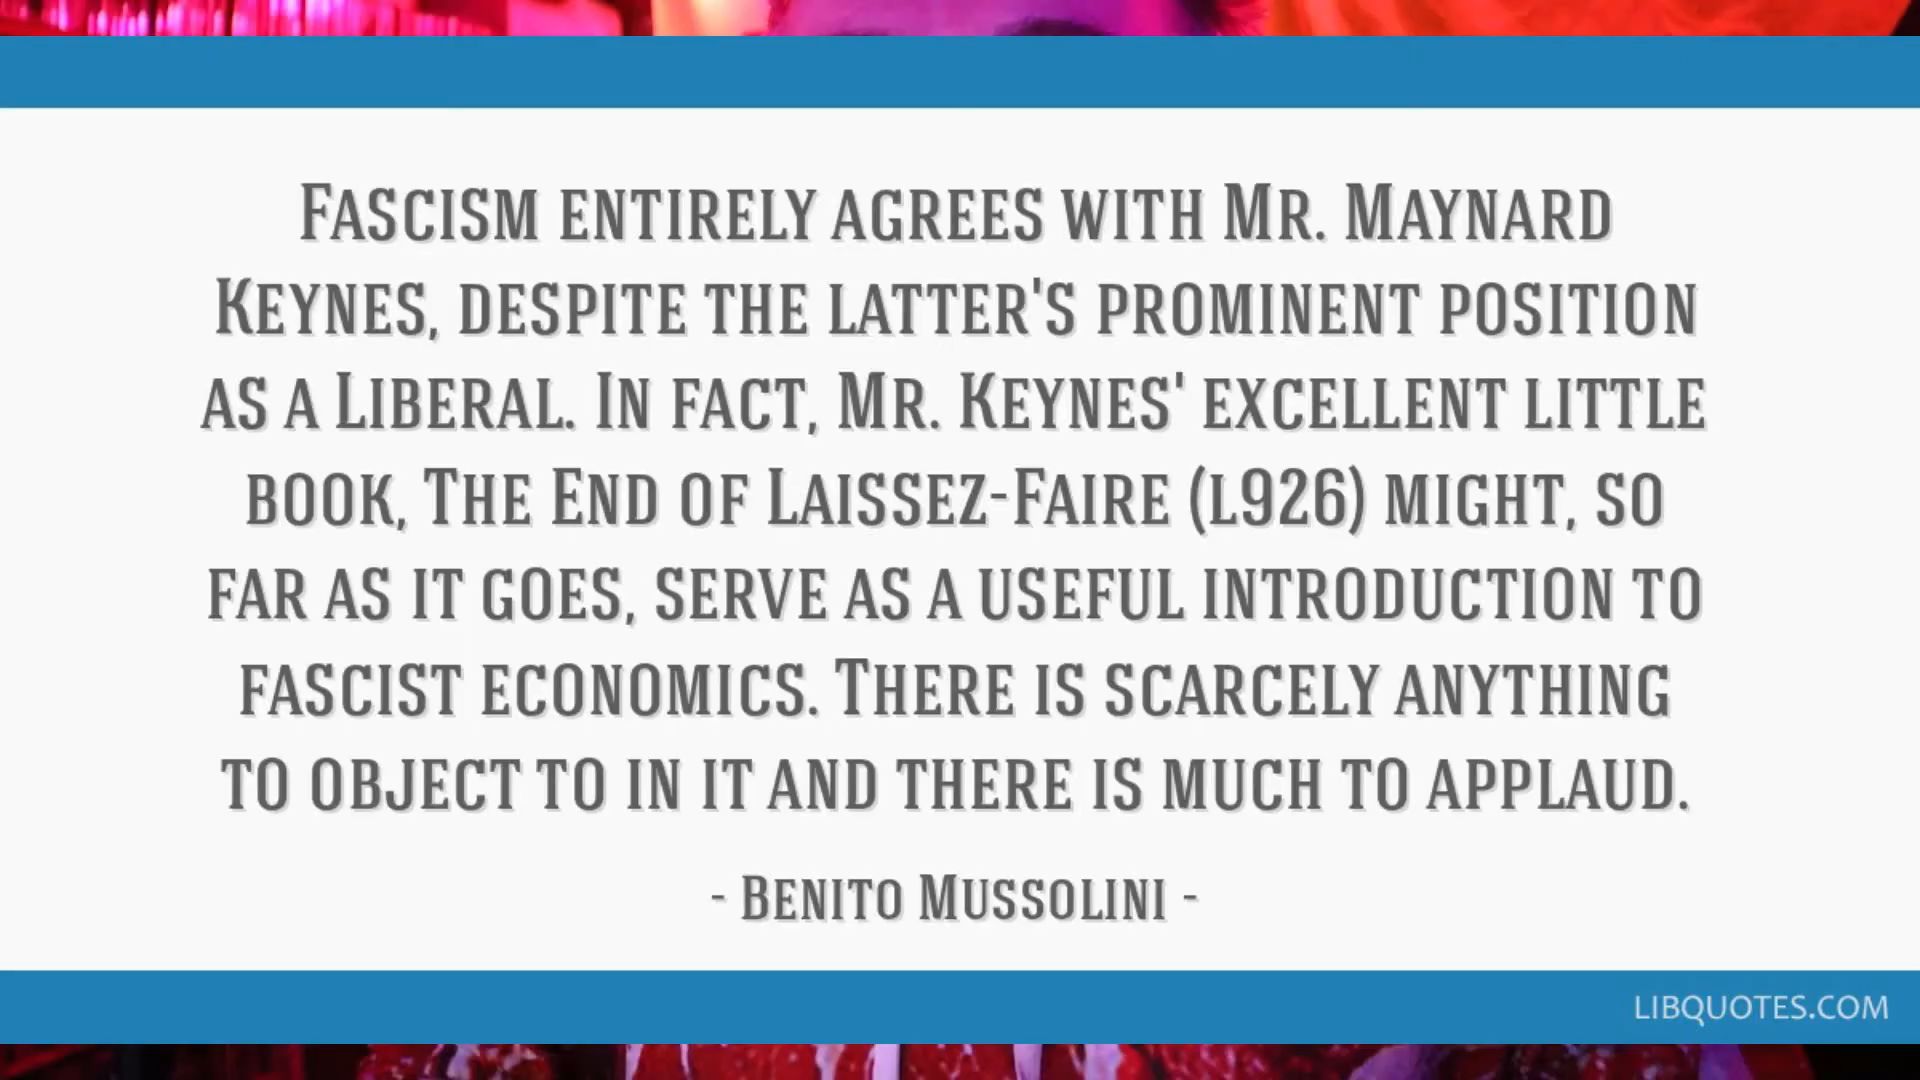 Fascism entirely agrees with Mr. Maynard
Keynes, despite the latter's prominent position
as a Liberal. In fact, Mr. Keynes' excellent little
book, The End of Laissez-Faire (l926) might, so
far as it goes, serve as a useful introduction to
fascist economics. There is scarcely anything
to object to in it and there is much to applaud.
- Benito Mussolini -
LIBQUOTES.COM